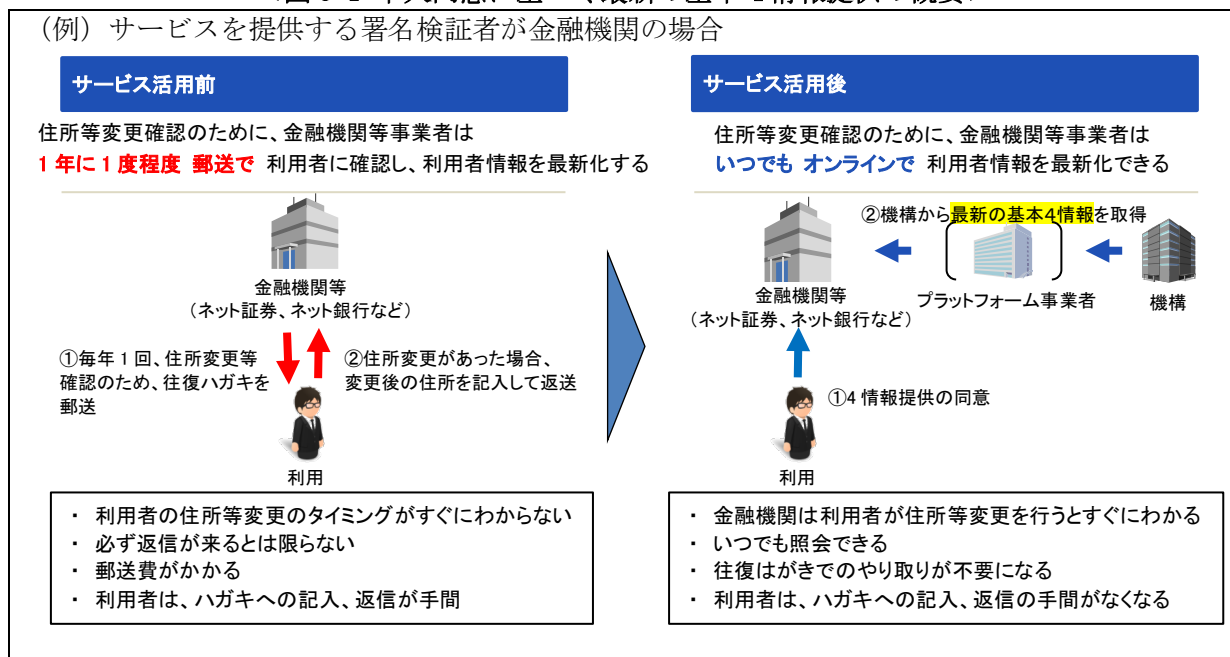 （例）サービスを提供する署名検証者が金融機関の場合
サービス活用前
住所等変更確認のために、金融機関等事業者は
1年に1度程度 郵送で 利用者に確認し、利用者情報を最新化する
金融機関等
（ネット証券、ネット銀行など）
①毎年1回、住所変更等
確認のため、往復ハガキを
郵送
②住所変更があった場合、
変更後の住所を記入して返送
利用
・ 利用者の住所等変更のタイミングがすぐにわからない
・ 必ず返信が来るとは限らない
・ 郵送費がかかる
・ 利用者は、ハガキへの記入、返信が手間
サービス活用後
住所等変更確認のために、金融機関等事業者は
いつでも オンラインで 利用者情報を最新化できる
②機構から最新の基本4情報を取得
金融機関等
（ネット証券、ネット銀行など）
プラットフォーム事業者
機構
①4情報提供の同意
利用
・ 金融機関は利用者が住所等変更を行うとすぐにわかる
・ いつでも照会できる
・ 往復はがきでのやり取りが不要になる
・ 利用者は、ハガキへの記入、返信の手間がなくなる